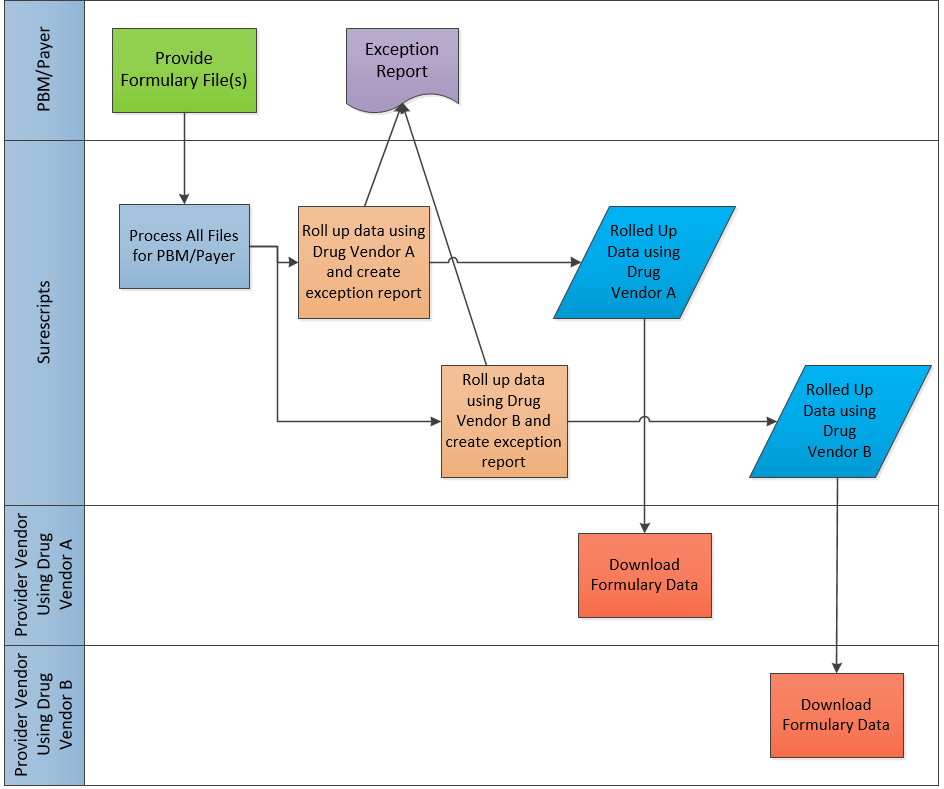 PBM/Payer
Provide
Formulary File(s)
Exception
Report
Surescripts
Process All Files
for PBM/Payer
Roll up data using
Drug Vendor A
and create
exception report
Rolled Up
Data using
Drug
Vendor A
Roll up data
using Drug
Vendor B and
create exception
report
Rolled Up
Data using
Drug
Vendor B
Provider Vendor
Using Drug
Vendor A
Download
Formulary Data
Provider Vendor
Using Drug
Vendor B
Download
Formulary Data